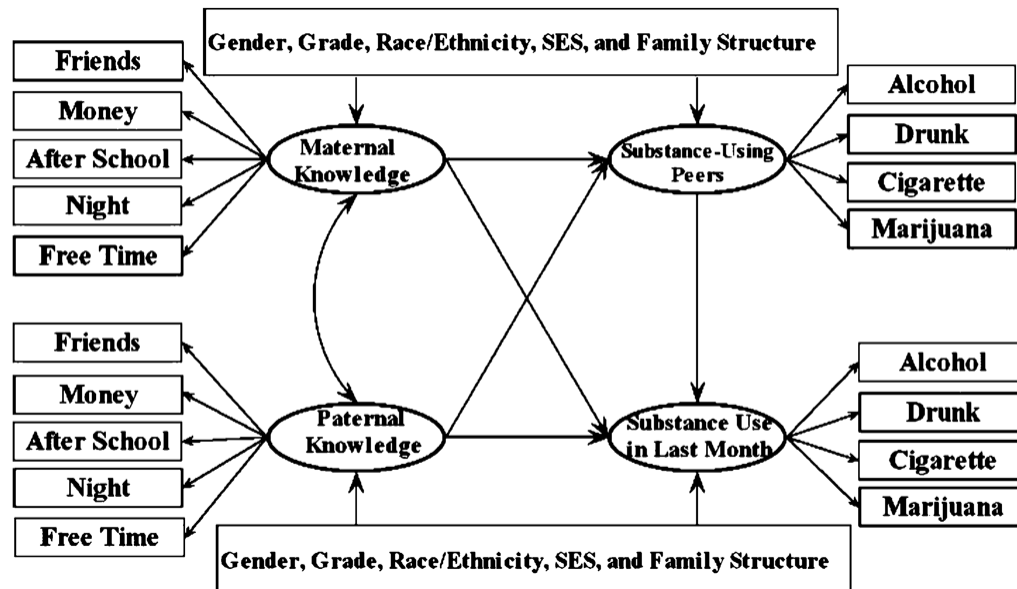 Gender, Grade, Race/Ethnicity, SES, and Family Structure
Friends
Money
After School
Night
Free Time
Maternal
Knowledge
Substance-Using
Peers
Alcohol
Drunk
Cigarette
Marijuana
Friends
Money
After School
Night
Free Time
Paternal
Knowledge
Substance Use
in Last Month
Alcohol
Drunk
Cigarette
Marijuana
Gender, Grade, Race/Ethnicity, SES, and Family Structure